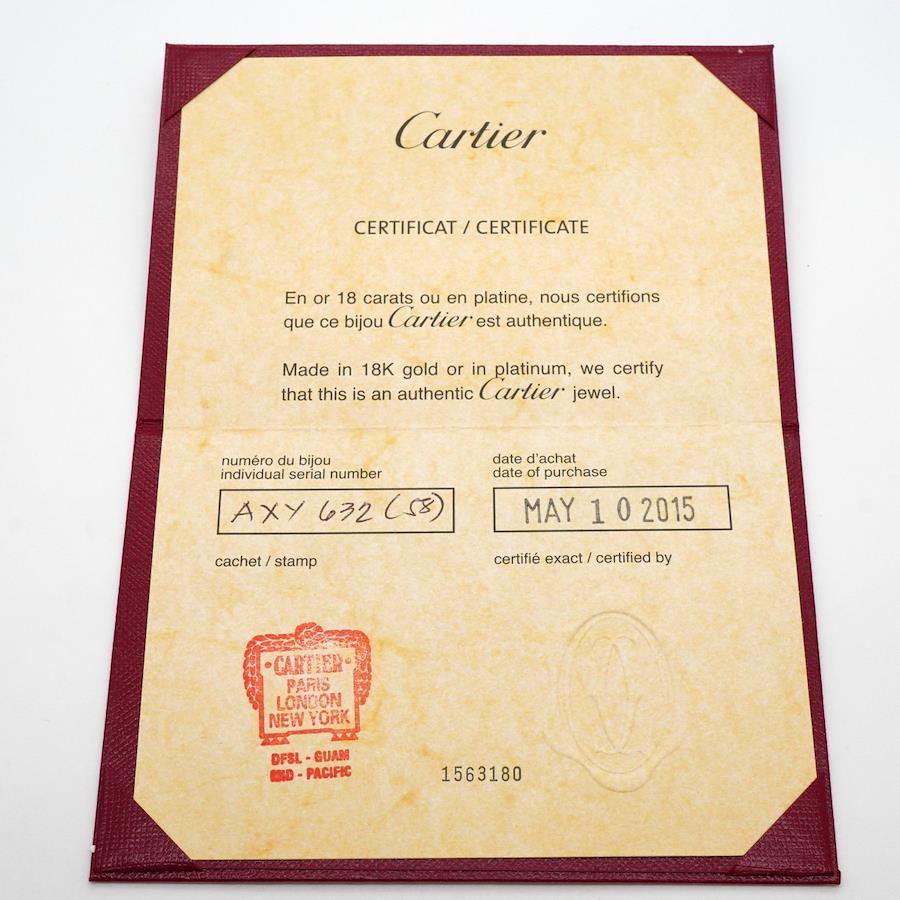 Cartier
CERTIFICAT / CERTIFICATE
En or 18 carats ou en platine, nous certifions
que ce bijou Cartier est authentique.
Made in 18K gold or in platinum, we certify
that this is an authentic Cartier jewel.
numéro du bijou
individual serial number
AXY 632 (58)
date d'achat
date of purchase
MAY 10 2015
cachet / stamp
certifié exact / certified by
·CARTIER·
PARIS
LONDON
NEW YORK
DFSL - GUAM
- PACIFIC
1563180